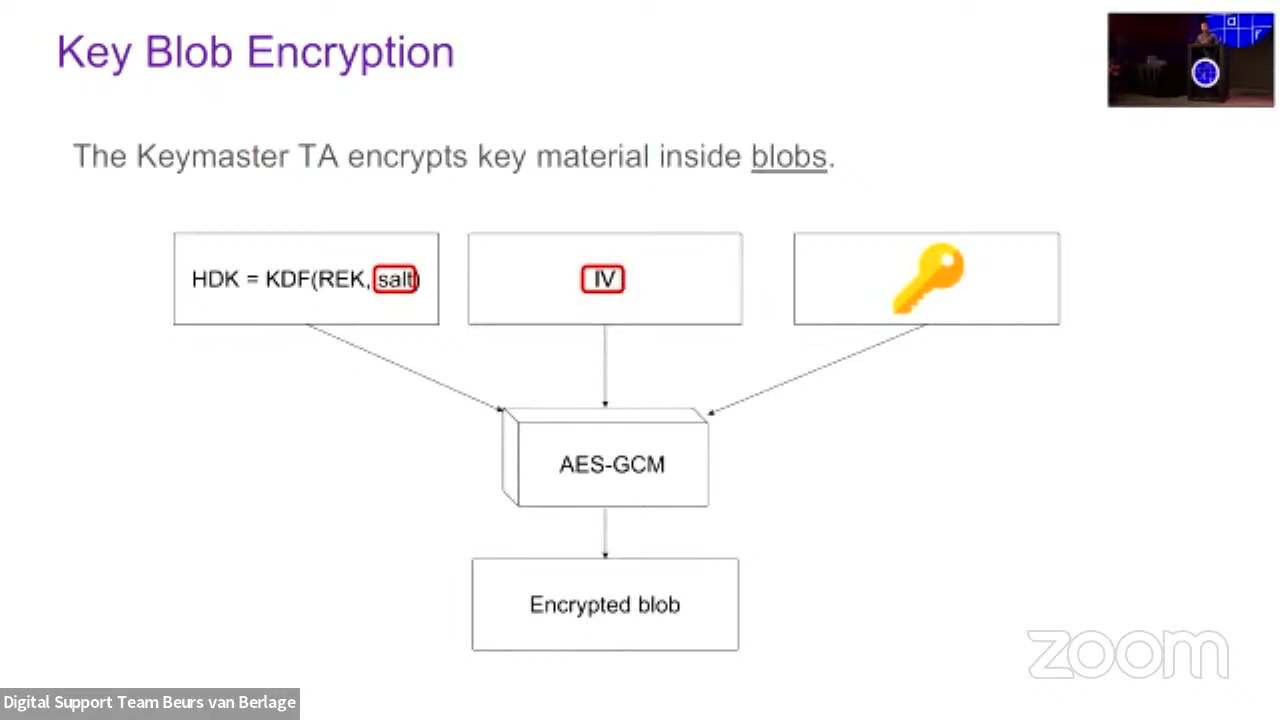 Key Blob Encryption
The Keymaster TA encrypts key material inside blobs.
HDK = KDF(REK, salt)
IV
AES-GCM
Encrypted blob
zoom
Digital Support Team Beurs van Berlage